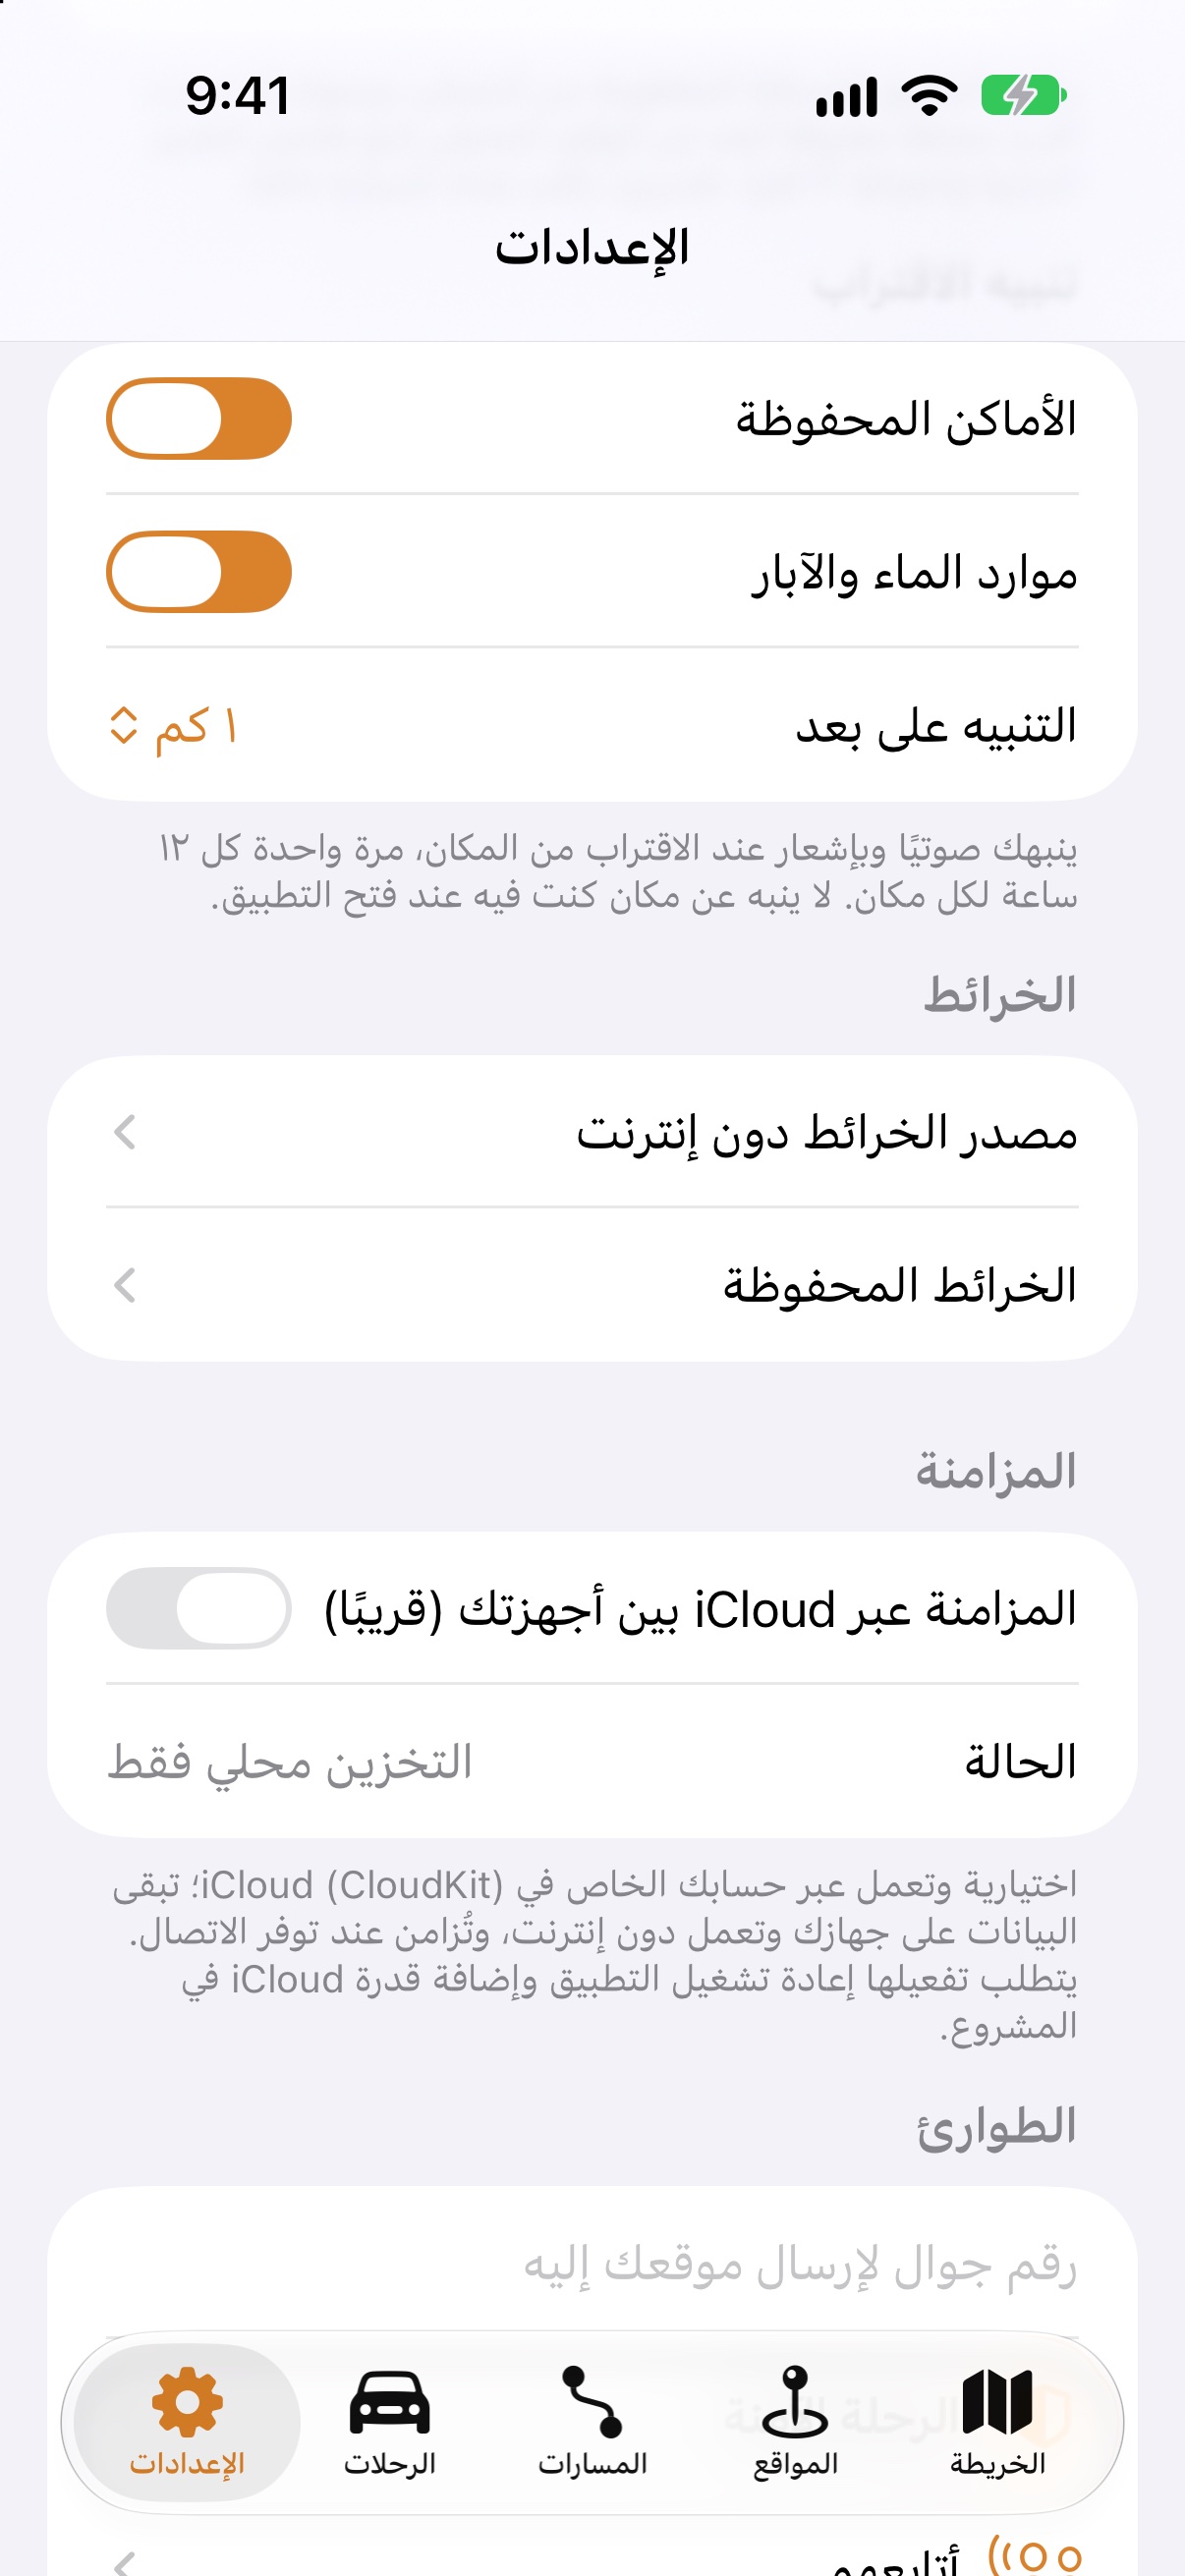 9:41
الإعدادات
تنبيه الاقتراب
الأماكن المحفوظة
موارد الماء والآبار
التنبيه على بعد
١ كم
ينبهك صوتيًا وبإشعار عند الاقتراب من المكان، مرة واحدة كل ١٢
ساعة لكل مكان. لا ينبه عن مكان كنت فيه عند فتح التطبيق.
الخرائط
مصدر الخرائط دون إنترنت
الخرائط المحفوظة
المزامنة
المزامنة عبر iCloud بين أجهزتك (قريبًا)
الحالة
التخزين محلي فقط
اختيارية وتعمل عبر حسابك الخاص في iCloud (CloudKit)؛ تبقى
البيانات على جهازك وتعمل دون إنترنت، وتُزامن عند توفر الاتصال.
يتطلب تفعيلها إعادة تشغيل التطبيق وإضافة قدرة iCloud في
المشروع.
الطوارئ
رقم جوال لإرسال موقعك إليه
الرحلة الآمنة
الخريطة
المواقع
المسارات
الرحلات
الإعدادات
أتابعهم